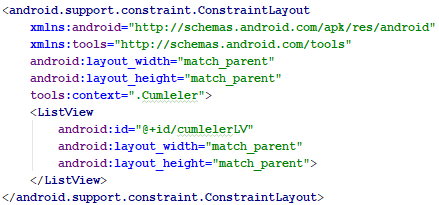 <android.support.constraint.ConstraintLayout
xmlns:android="http://schemas.android.com/apk/res/android"
xmlns:tools="http://schemas.android.com/tools"
android:layout_width="match_parent"
android:layout_height="match_parent"
tools:context=".Cumleler">
<ListView
android:id="@+id/cumlelerLV"
android:layout_width="match_parent"
android:layout_height="match_parent">
</ListView>
</android.support.constraint.ConstraintLayout>